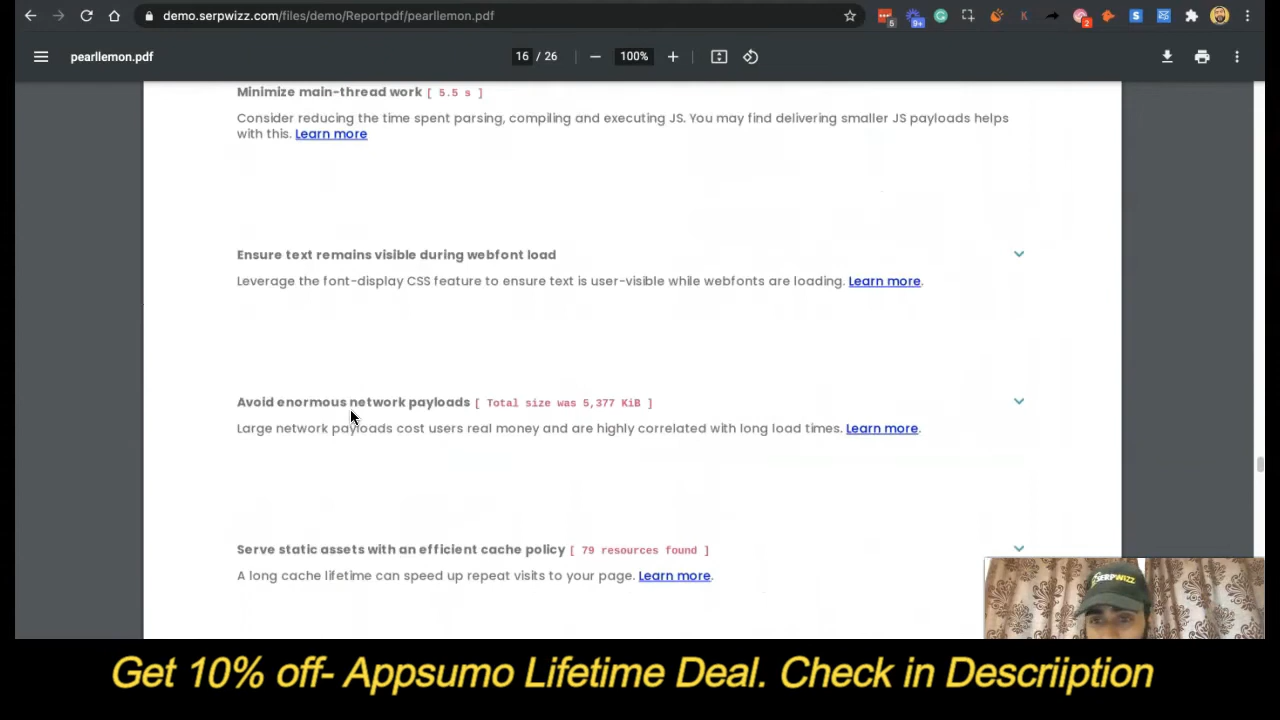 demo.serpwizz.com/files/demo/Reportpdf/pearllemon.pdf
6
9+
K
2
S
pearllemon.pdf
16 / 26
100%
Minimize main-thread work [ 5.5 s ]
Consider reducing the time spent parsing, compiling and executing JS. You may find delivering smaller JS payloads helps
with this. Learn more
Ensure text remains visible during webfont load
Leverage the font-display CSS feature to ensure text is user-visible while webfonts are loading. Learn more.
Avoid enormous network payloads [ Total size was 5,377 KiB ]
Large network payloads cost users real money and are highly correlated with long load times. Learn more.
Serve static assets with an efficient cache policy [ 79 resources found ]
A long cache lifetime can speed up repeat visits to your page. Learn more.
SERPWIZZ
Get 10% off- Appsumo Lifetime Deal. Check in Descriiption